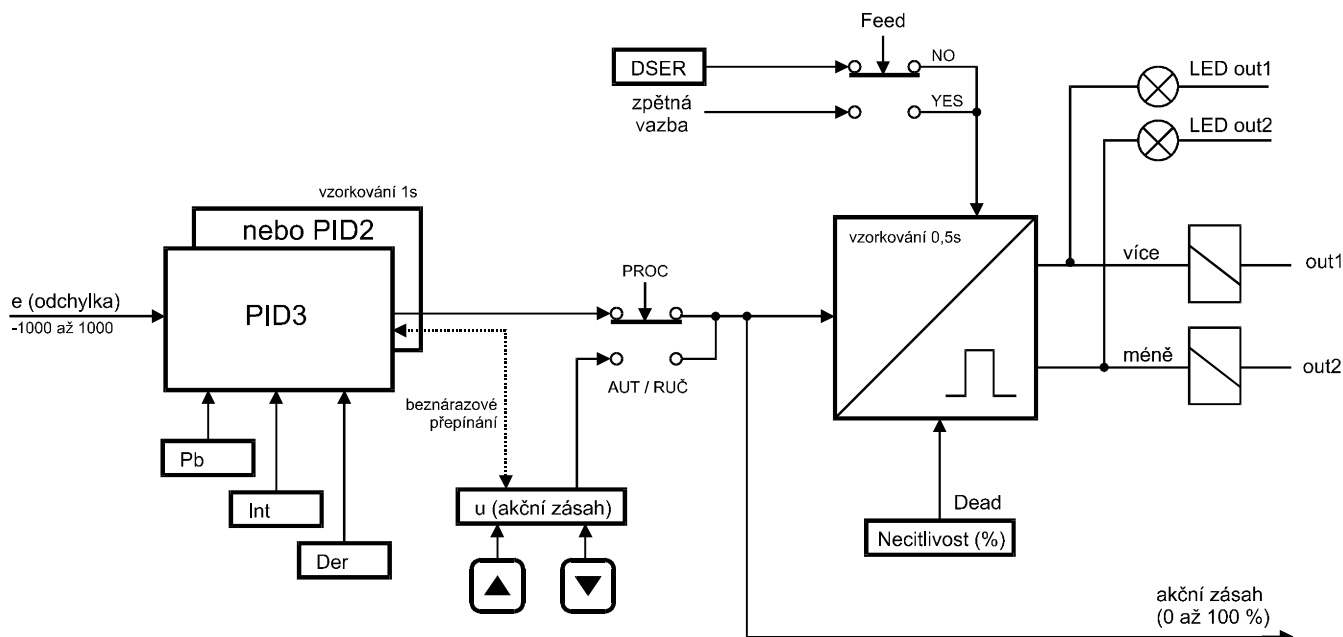 Feed
DSER
NO
LED out1
zpětná
vazba
YES
LED out2
vzorkování 1s
nebo PID2
vzorkování 0,5s
PID3
e (odchylka)
-1000 až 1000
PROC
více
out1
AUT / RUČ
méně
out2
beznárazové
přepínání
Pb
Int
Der
u (akční zásah)
Dead
Necitlivost (%)
akční zásah
(0 až 100 %)